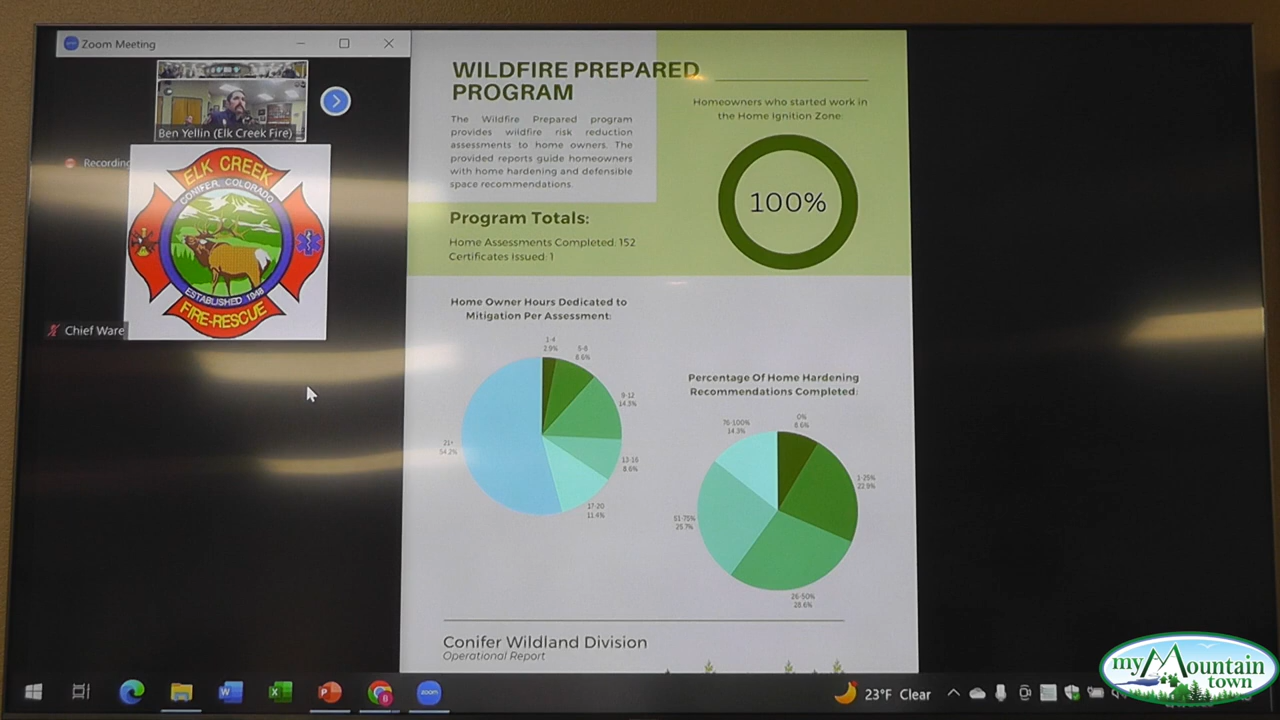 Zoom Meeting
Ben Yellin (Elk Creek Fire)
Recording
ELK CREEK
CONIFER, COLORADO
ESTABLISHED 1948
FIRE-RESCUE
Chief Ware
WILDFIRE PREPARED
PROGRAM
The Wildfire Prepared program
provides wildfire risk reduction
assessments to home owners. The
provided reports guide homeowners
with home hardening and defensible
space recommendations.
Program Totals:
Home Assessments Completed: 152
Certificates Issued: 1
Homeowners who started work in
the Home Ignition Zone:
100%
Home Owner Hours Dedicated to
Mitigation Per Assessment:
1-4
2.9%
5-8
8.6%
9-12
14.3%
13-16
8.6%
17-20
11.4%
21+
54.2%
Percentage Of Home Hardening
Recommendations Completed:
0%
8.6%
1-25%
22.9%
26-50%
28.6%
51-75%
25.7%
76-100%
14.3%
Conifer Wildland Division
Operational Report
zoom
23°F Clear
my Mountain
town